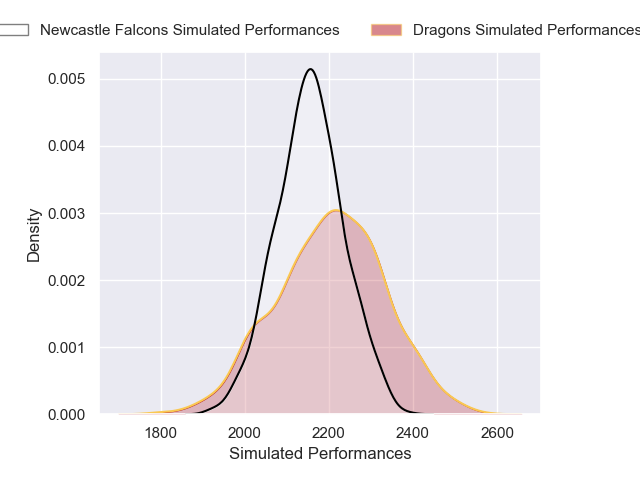 Newcastle Falcons Simulated Performances
Dragons Simulated Performances
0.005
0.004
0.003
0.002
0.001
0.000
Density
1800
2000
2200
2400
2600
Simulated Performances